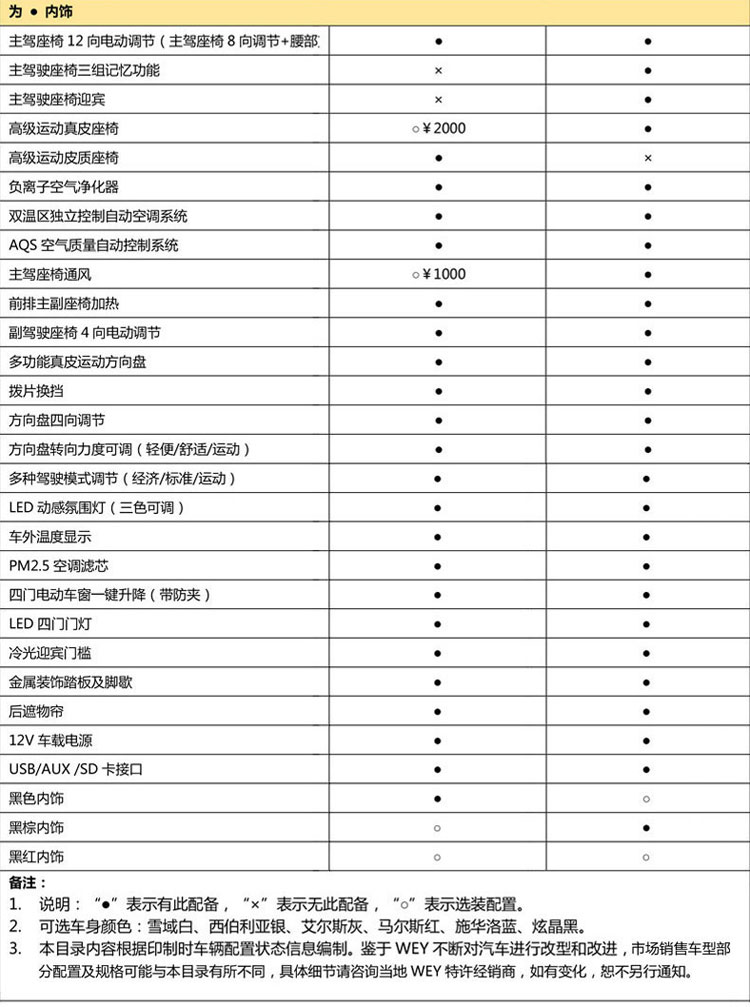 为 ● 内饰
主驾座椅 12 向电动调节（主驾座椅 8 向调节+腰部 ● ●
主驾驶座椅三组记忆功能 × ●
主驾驶座椅迎宾 × ●
高级运动真皮座椅 ○￥2000 ●
高级运动皮质座椅 ● ×
负离子空气净化器 ● ●
双温区独立控制自动空调系统 ● ●
AQS 空气质量自动控制系统 ● ●
主驾座椅通风 ○￥1000 ●
前排主副座椅加热 ● ●
副驾驶座椅 4 向电动调节 ● ●
多功能真皮运动方向盘 ● ●
拨片换挡 ● ●
方向盘四向调节 ● ●
方向盘转向力度可调（轻便/舒适/运动） ● ●
多种驾驶模式调节（经济/标准/运动） ● ●
LED 动感氛围灯（三色可调） ● ●
车外温度显示 ● ●
PM2.5 空调滤芯 ● ●
四门电动车窗一键升降（带防夹） ● ●
LED 四门门灯 ● ●
冷光迎宾门槛 ● ●
金属装饰踏板及脚歇 ● ●
后遮物帘 ● ●
12V 车载电源 ● ●
USB/AUX /SD 卡接口 ● ●
黑色内饰 ● ○
黑棕内饰 ○ ●
黑红内饰 ○ ○
备注：
1. 说明：“●”表示有此配备，“×”表示无此配备，“○”表示选装配置。
2. 可选车身颜色：雪域白、西伯利亚银、艾尔斯灰、马尔斯红、施华洛蓝、炫晶黑。
3. 本目录内容根据印制时车辆配置状态信息编制。鉴于 WEY 不断对汽车进行改型和改进，市场销售车型部
分配置及规格可能与本目录有所不同，具体细节请咨询当地 WEY 特许经销商，如有变化，恕不另行通知。